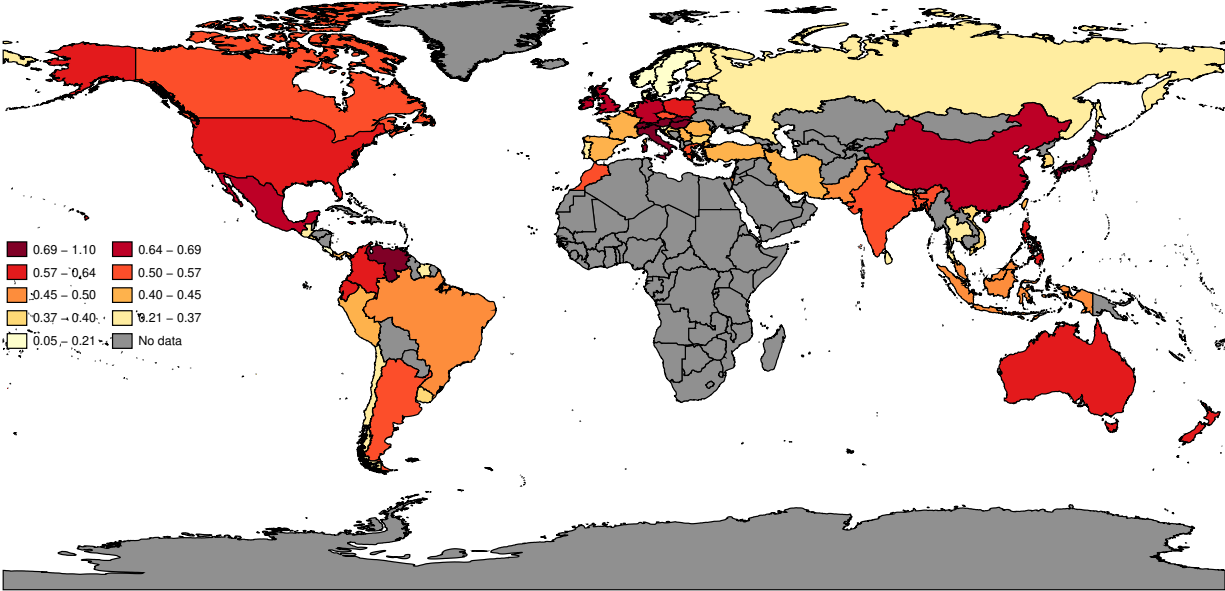 0.69 – 1.10 0.64 – 0.69
0.57 – 0.64 0.50 – 0.57
0.45 – 0.50 0.40 – 0.45
0.37 – 0.40 0.21 – 0.37
0.05 – 0.21 No data